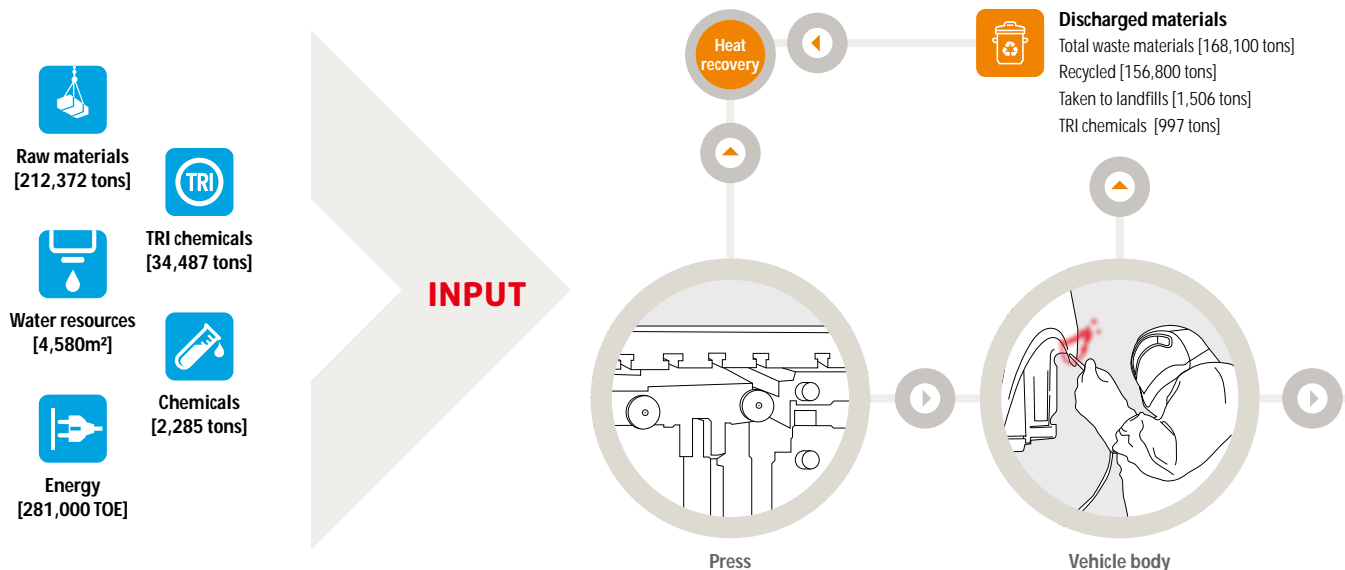 Raw materials
[212,372 tons]
TRI
TRI chemicals
[34,487 tons]
Water resources
[4,580m²]
Chemicals
[2,285 tons]
Energy
[281,000 TOE]
INPUT
Heat
recovery
Discharged materials
Total waste materials [168,100 tons]
Recycled [156,800 tons]
Taken to landfills [1,506 tons]
TRI chemicals [997 tons]
Press
Vehicle body